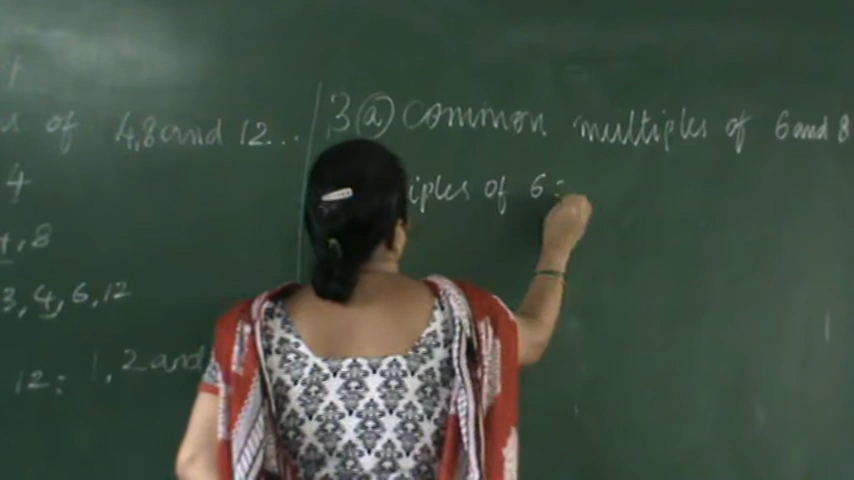 of 4,8 and 12...
4
, 8
3, 4, 6, 12
12: 1, 2 and
3 (a) Common multiples of 6 and 8
iples of 6 =